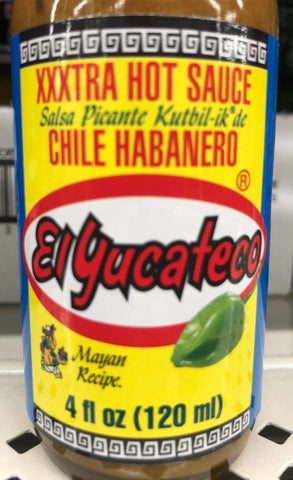 XXXTRA HOT SAUCE
Salsa Picante Kutbil-ik® de
CHILE HABANERO
®
El Yucateco
Mayan
Recipe.
4 fl oz (120 ml)